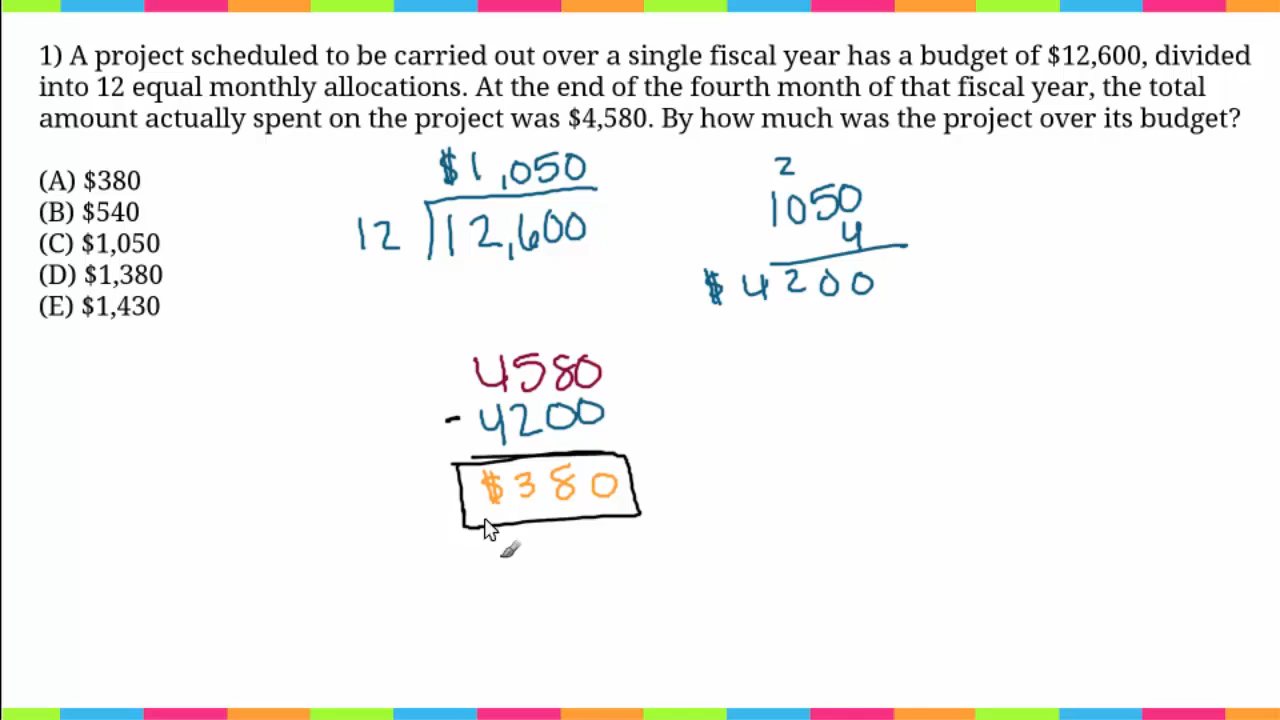 1) A project scheduled to be carried out over a single fiscal year has a budget of $12,600, divided
into 12 equal monthly allocations. At the end of the fourth month of that fiscal year, the total
amount actually spent on the project was $4,580. By how much was the project over its budget?
(A) $380
(B) $540
(C) $1,050
(D) $1,380
(E) $1,430
$1,050
12 12,600
2
1050
4
$4200
4580
- 4200
$380